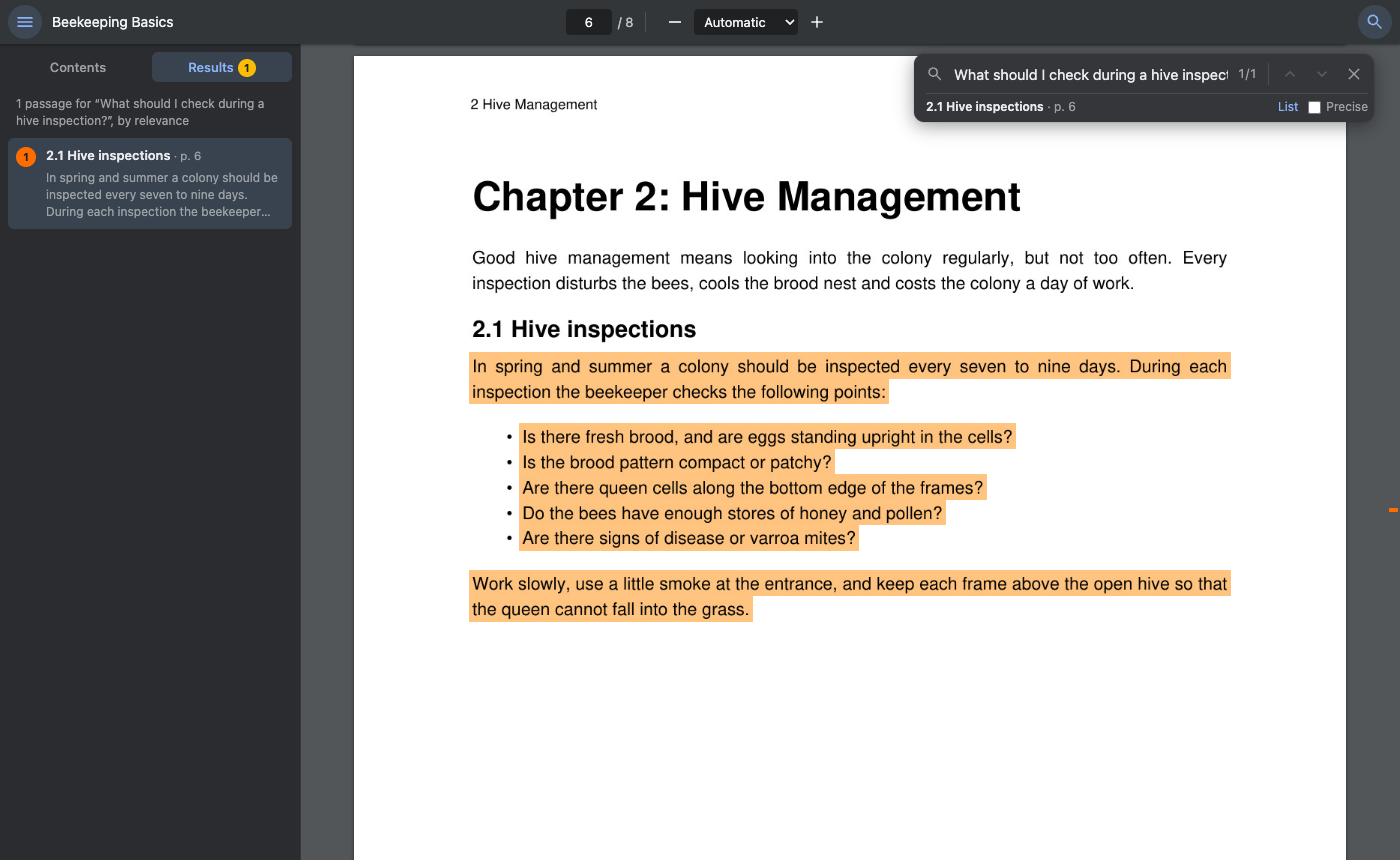 Beekeeping Basics
6 / 8
Automatic
Contents
Results 1
1 passage for “What should I check during a
hive inspection?”, by relevance
1
2.1 Hive inspections · p. 6
In spring and summer a colony should be
inspected every seven to nine days.
During each inspection the beekeeper…
What should I check during a hive inspect
1/1
2.1 Hive inspections · p. 6
List
Precise
2 Hive Management
Chapter 2: Hive Management
Good hive management means looking into the colony regularly, but not too often. Every
inspection disturbs the bees, cools the brood nest and costs the colony a day of work.
2.1 Hive inspections
In spring and summer a colony should be inspected every seven to nine days. During each
inspection the beekeeper checks the following points:
• Is there fresh brood, and are eggs standing upright in the cells?
• Is the brood pattern compact or patchy?
• Are there queen cells along the bottom edge of the frames?
• Do the bees have enough stores of honey and pollen?
• Are there signs of disease or varroa mites?
Work slowly, use a little smoke at the entrance, and keep each frame above the open hive so that
the queen cannot fall into the grass.